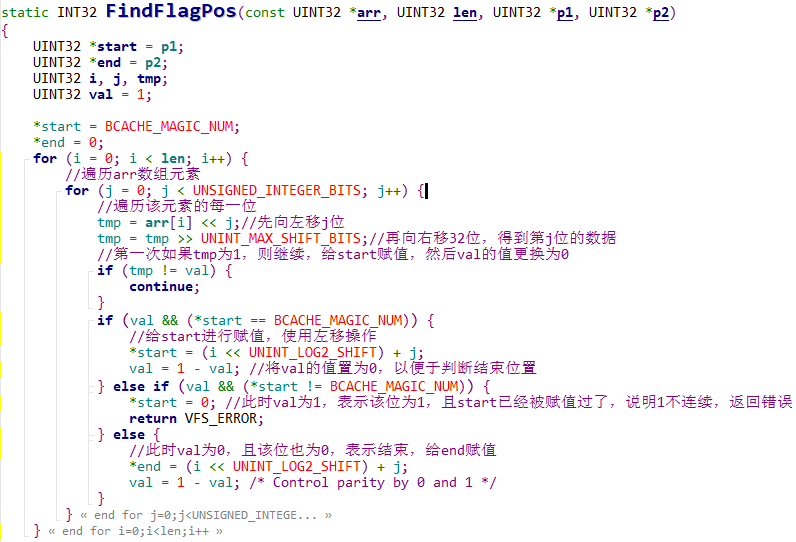 static INT32 FindFlagPos(const UINT32 *arr, UINT32 len, UINT32 *p1, UINT32 *p2)
{
    UINT32 *start = p1;
    UINT32 *end = p2;
    UINT32 i, j, tmp;
    UINT32 val = 1;

    *start = BCACHE_MAGIC_NUM;
    *end = 0;
    for (i = 0; i < len; i++) {
        //遍历arr数组元素
        for (j = 0; j < UNSIGNED_INTEGER_BITS; j++) {
            //遍历该元素的每一位
            tmp = arr[i] << j;//先向左移j位
            tmp = tmp >> UNINT_MAX_SHIFT_BITS;//再向右移32位，得到第j位的数据
            //第一次如果tmp为1，则继续，给start赋值，然后val的值更换为0
            if (tmp != val) {
                continue;
            }
            if (val && (*start == BCACHE_MAGIC_NUM)) {
                //给start进行赋值，使用左移操作
                *start = (i << UNINT_LOG2_SHIFT) + j;
                val = 1 - val; //将val的值置为0，以便于判断结束位置
            } else if (val && (*start != BCACHE_MAGIC_NUM)) {
                *start = 0; //此时val为1，表示该位为1，且start已经被赋值过了，说明1不连续，返回错误
                return VFS_ERROR;
            } else {
                //此时val为0，且该位也为0，表示结束，给end赋值
                *end = (i << UNINT_LOG2_SHIFT) + j;
                val = 1 - val; /* Control parity by 0 and 1 */
            }
        } « end for j=0;j<UNSIGNED_INTEGE... »
    } « end for i=0;i<len;i++ »